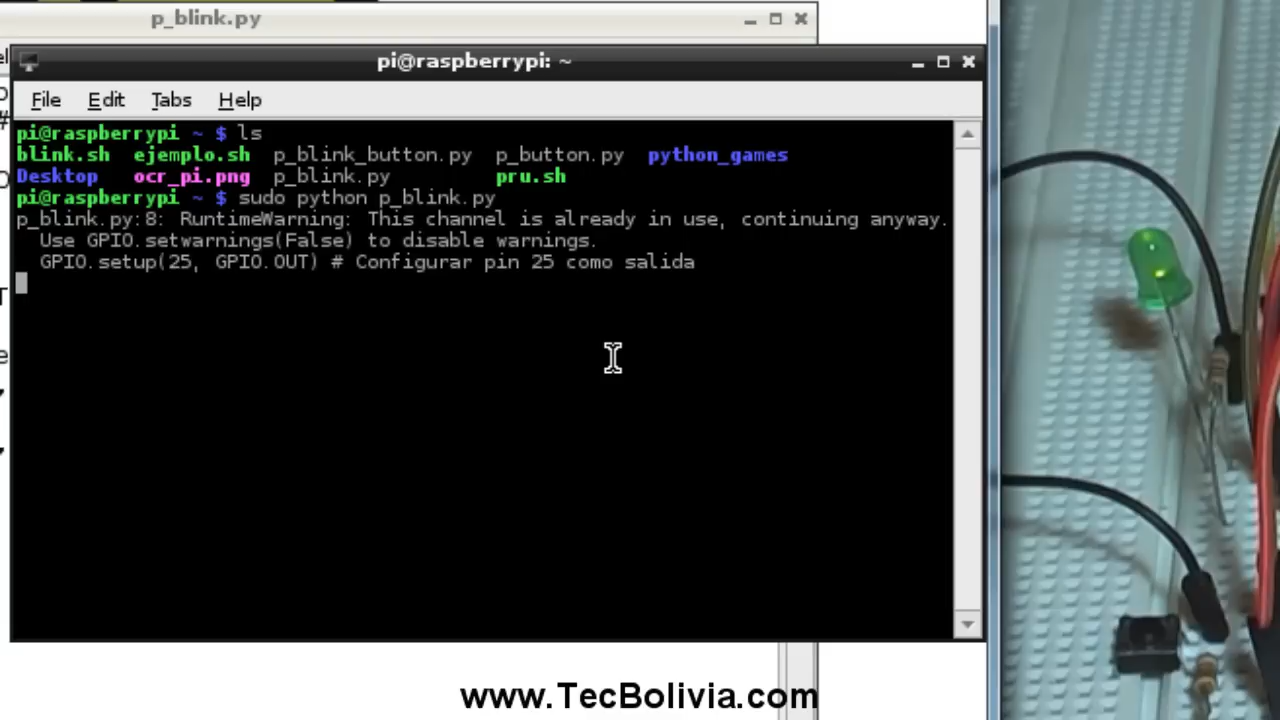 p_blink.py
pi@raspberrypi: ~
File Edit Tabs Help
pi@raspberrypi ~ $ ls
blink.sh ejemplo.sh p_blink_button.py p_button.py python_games
Desktop ocr_pi.png p_blink.py pru.sh
pi@raspberrypi ~ $ sudo python p_blink.py
p_blink.py:8: RuntimeWarning: This channel is already in use, continuing anyway.
Use GPIO.setwarnings(False) to disable warnings.
GPIO.setup(25, GPIO.OUT) # Configurar pin 25 como salida
www.TecBolivia.com